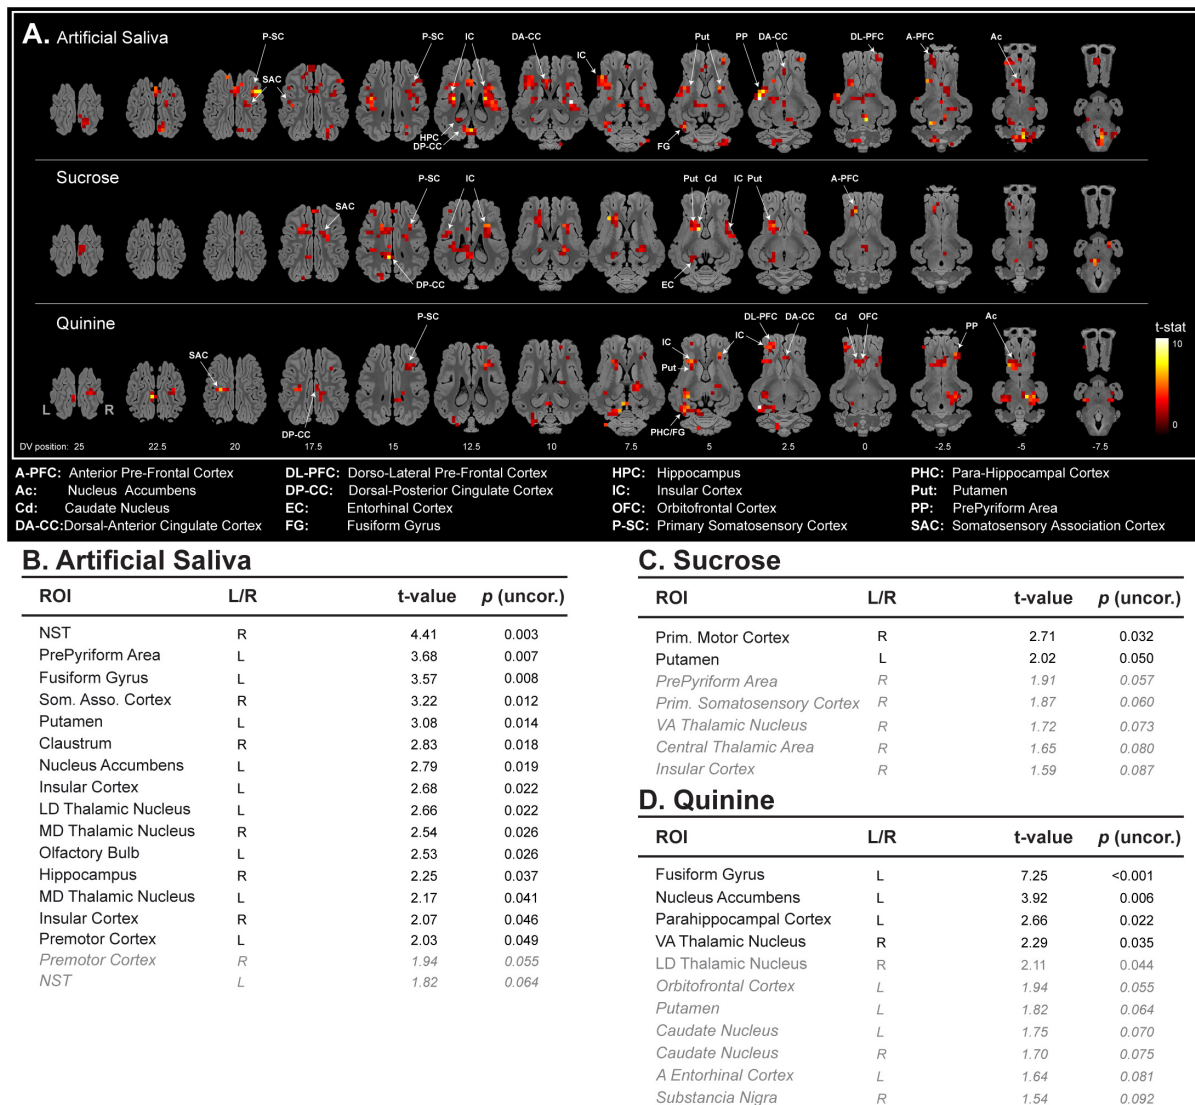 A. Artificial Saliva
P-SC
SAC
P-SC
IC
HPC
DP-CC
DA-CC
IC
Put
FG
PP
DA-CC
DL-PFC
A-PFC
Ac
Sucrose
SAC
P-SC
DP-CC
IC
Put
Cd
IC
EC
Put
A-PFC
Quinine
SAC
DP-CC
P-SC
IC
Put
PHC/FG
IC
DL-PFC
DA-CC
Cd
OFC
PP
Ac
t-stat
10
0
L
R
DV position: 25 22.5 20 17.5 15 12.5 10 7.5 5 2.5 0 -2.5 -5 -7.5
A-PFC: Anterior Pre-Frontal Cortex
Ac: Nucleus Accumbens
Cd: Caudate Nucleus
DA-CC:Dorsal-Anterior Cingulate Cortex
DL-PFC: Dorso-Lateral Pre-Frontal Cortex
DP-CC: Dorsal-Posterior Cingulate Cortex
EC: Entorhinal Cortex
FG: Fusiform Gyrus
HPC: Hippocampus
IC: Insular Cortex
OFC: Orbitofrontal Cortex
P-SC: Primary Somatosensory Cortex
PHC: Para-Hippocampal Cortex
Put: Putamen
PP: PrePyriform Area
SAC: Somatosensory Association Cortex
B. Artificial Saliva
ROI L/R t-value p (uncor.)
NST R 4.41 0.003
PrePyriform Area L 3.68 0.007
Fusiform Gyrus L 3.57 0.008
Som. Asso. Cortex R 3.22 0.012
Putamen L 3.08 0.014
Claustrum R 2.83 0.018
Nucleus Accumbens L 2.79 0.019
Insular Cortex L 2.68 0.022
LD Thalamic Nucleus L 2.66 0.022
MD Thalamic Nucleus R 2.54 0.026
Olfactory Bulb L 2.53 0.026
Hippocampus R 2.25 0.037
MD Thalamic Nucleus L 2.17 0.041
Insular Cortex R 2.07 0.046
Premotor Cortex L 2.03 0.049
Premotor Cortex R 1.94 0.055
NST L 1.82 0.064
C. Sucrose
ROI L/R t-value p (uncor.)
Prim. Motor Cortex R 2.71 0.032
Putamen L 2.02 0.050
PrePyriform Area R 1.91 0.057
Prim. Somatosensory Cortex R 1.87 0.060
VA Thalamic Nucleus R 1.72 0.073
Central Thalamic Area R 1.65 0.080
Insular Cortex R 1.59 0.087
D. Quinine
ROI L/R t-value p (uncor.)
Fusiform Gyrus L 7.25 <0.001
Nucleus Accumbens L 3.92 0.006
Parahippocampal Cortex L 2.66 0.022
VA Thalamic Nucleus R 2.29 0.035
LD Thalamic Nucleus R 2.11 0.044
Orbitofrontal Cortex L 1.94 0.055
Putamen L 1.82 0.064
Caudate Nucleus L 1.75 0.070
Caudate Nucleus R 1.70 0.075
A Entorhinal Cortex L 1.64 0.081
Substancia Nigra R 1.54 0.092